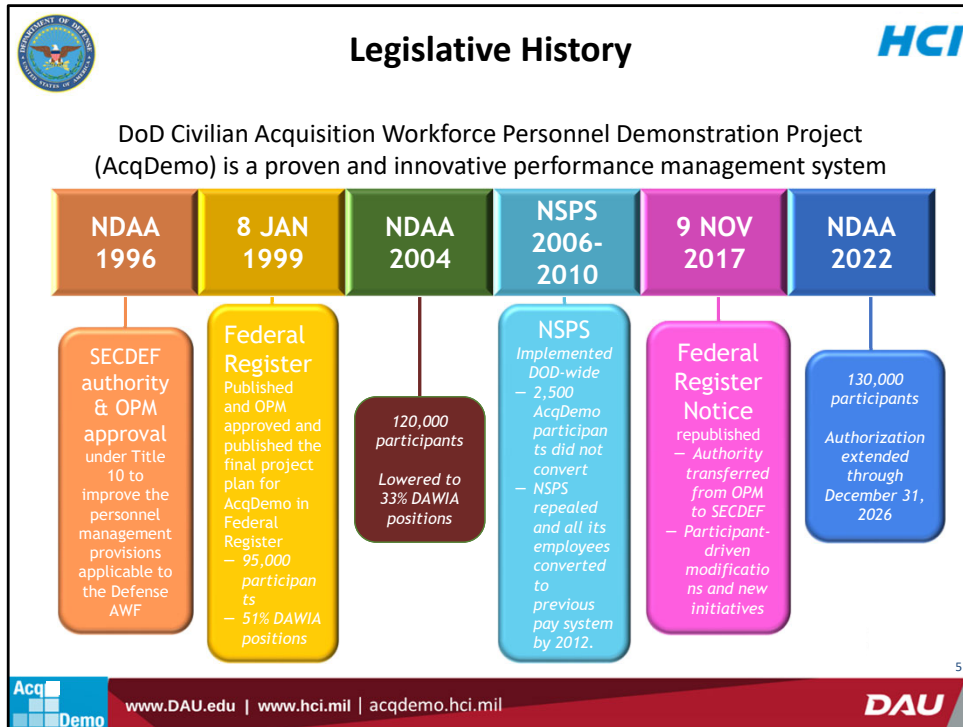 DEPARTMENT OF DEFENSE
UNITED STATES OF AMERICA
Legislative History
HCI
DoD Civilian Acquisition Workforce Personnel Demonstration Project
(AcqDemo) is a proven and innovative performance management system
NDAA
1996
SECDEF
authority
& OPM
approval
under Title
10 to
improve the
personnel
management
provisions
applicable to
the Defense
AWF
8 JAN
1999
Federal
Register
Published
and OPM
approved and
published the
final project
plan for
AcqDemo in
Federal
Register
— 95,000
participan
ts
— 51% DAWIA
positions
NDAA
2004
120,000
participants
Lowered to
33% DAWIA
positions
NSPS
2006-
2010
NSPS
Implemented
DOD-wide
— 2,500
AcqDemo
participan
ts did not
convert
— NSPS
repealed
and all its
employees
converted
to
previous
pay system
by 2012.
9 NOV
2017
Federal
Register
Notice
republished
— Authority
transferred
from OPM
to SECDEF
— Participant-
driven
modificatio
ns and new
initiatives
NDAA
2022
130,000
participants
Authorization
extended
through
December 31,
2026
5
Acq
Demo
www.DAU.edu | www.hci.mil | acqdemo.hci.mil
DAU